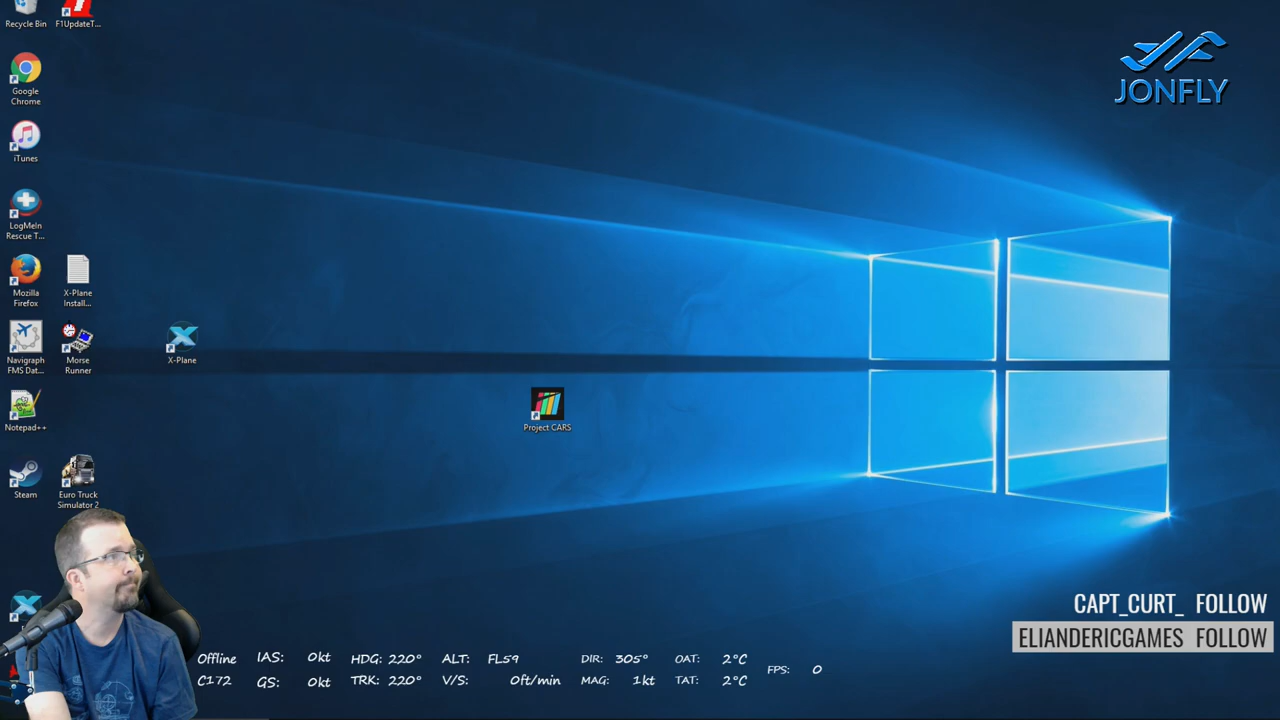 Recycle Bin
F1UpdateT...
JONFLY
Google
Chrome
iTunes
LogMeIn
Rescue T...
Mozilla
Firefox
X-Plane
Install...
Navigraph
FMS Dat...
Morse
Runner
X-Plane
Notepad++
Project CARS
Steam
Euro Truck
Simulator 2
CAPT_CURT_ FOLLOW
ELIANDERICGAMES FOLLOW
Offline IAS: 0kt HDG: 220° ALT: FL59 DIR: 305° OAT: 2°C FPS: 0
C172 GS: 0kt TRK: 220° V/S: 0ft/min MAG: 1kt TAT: 2°C